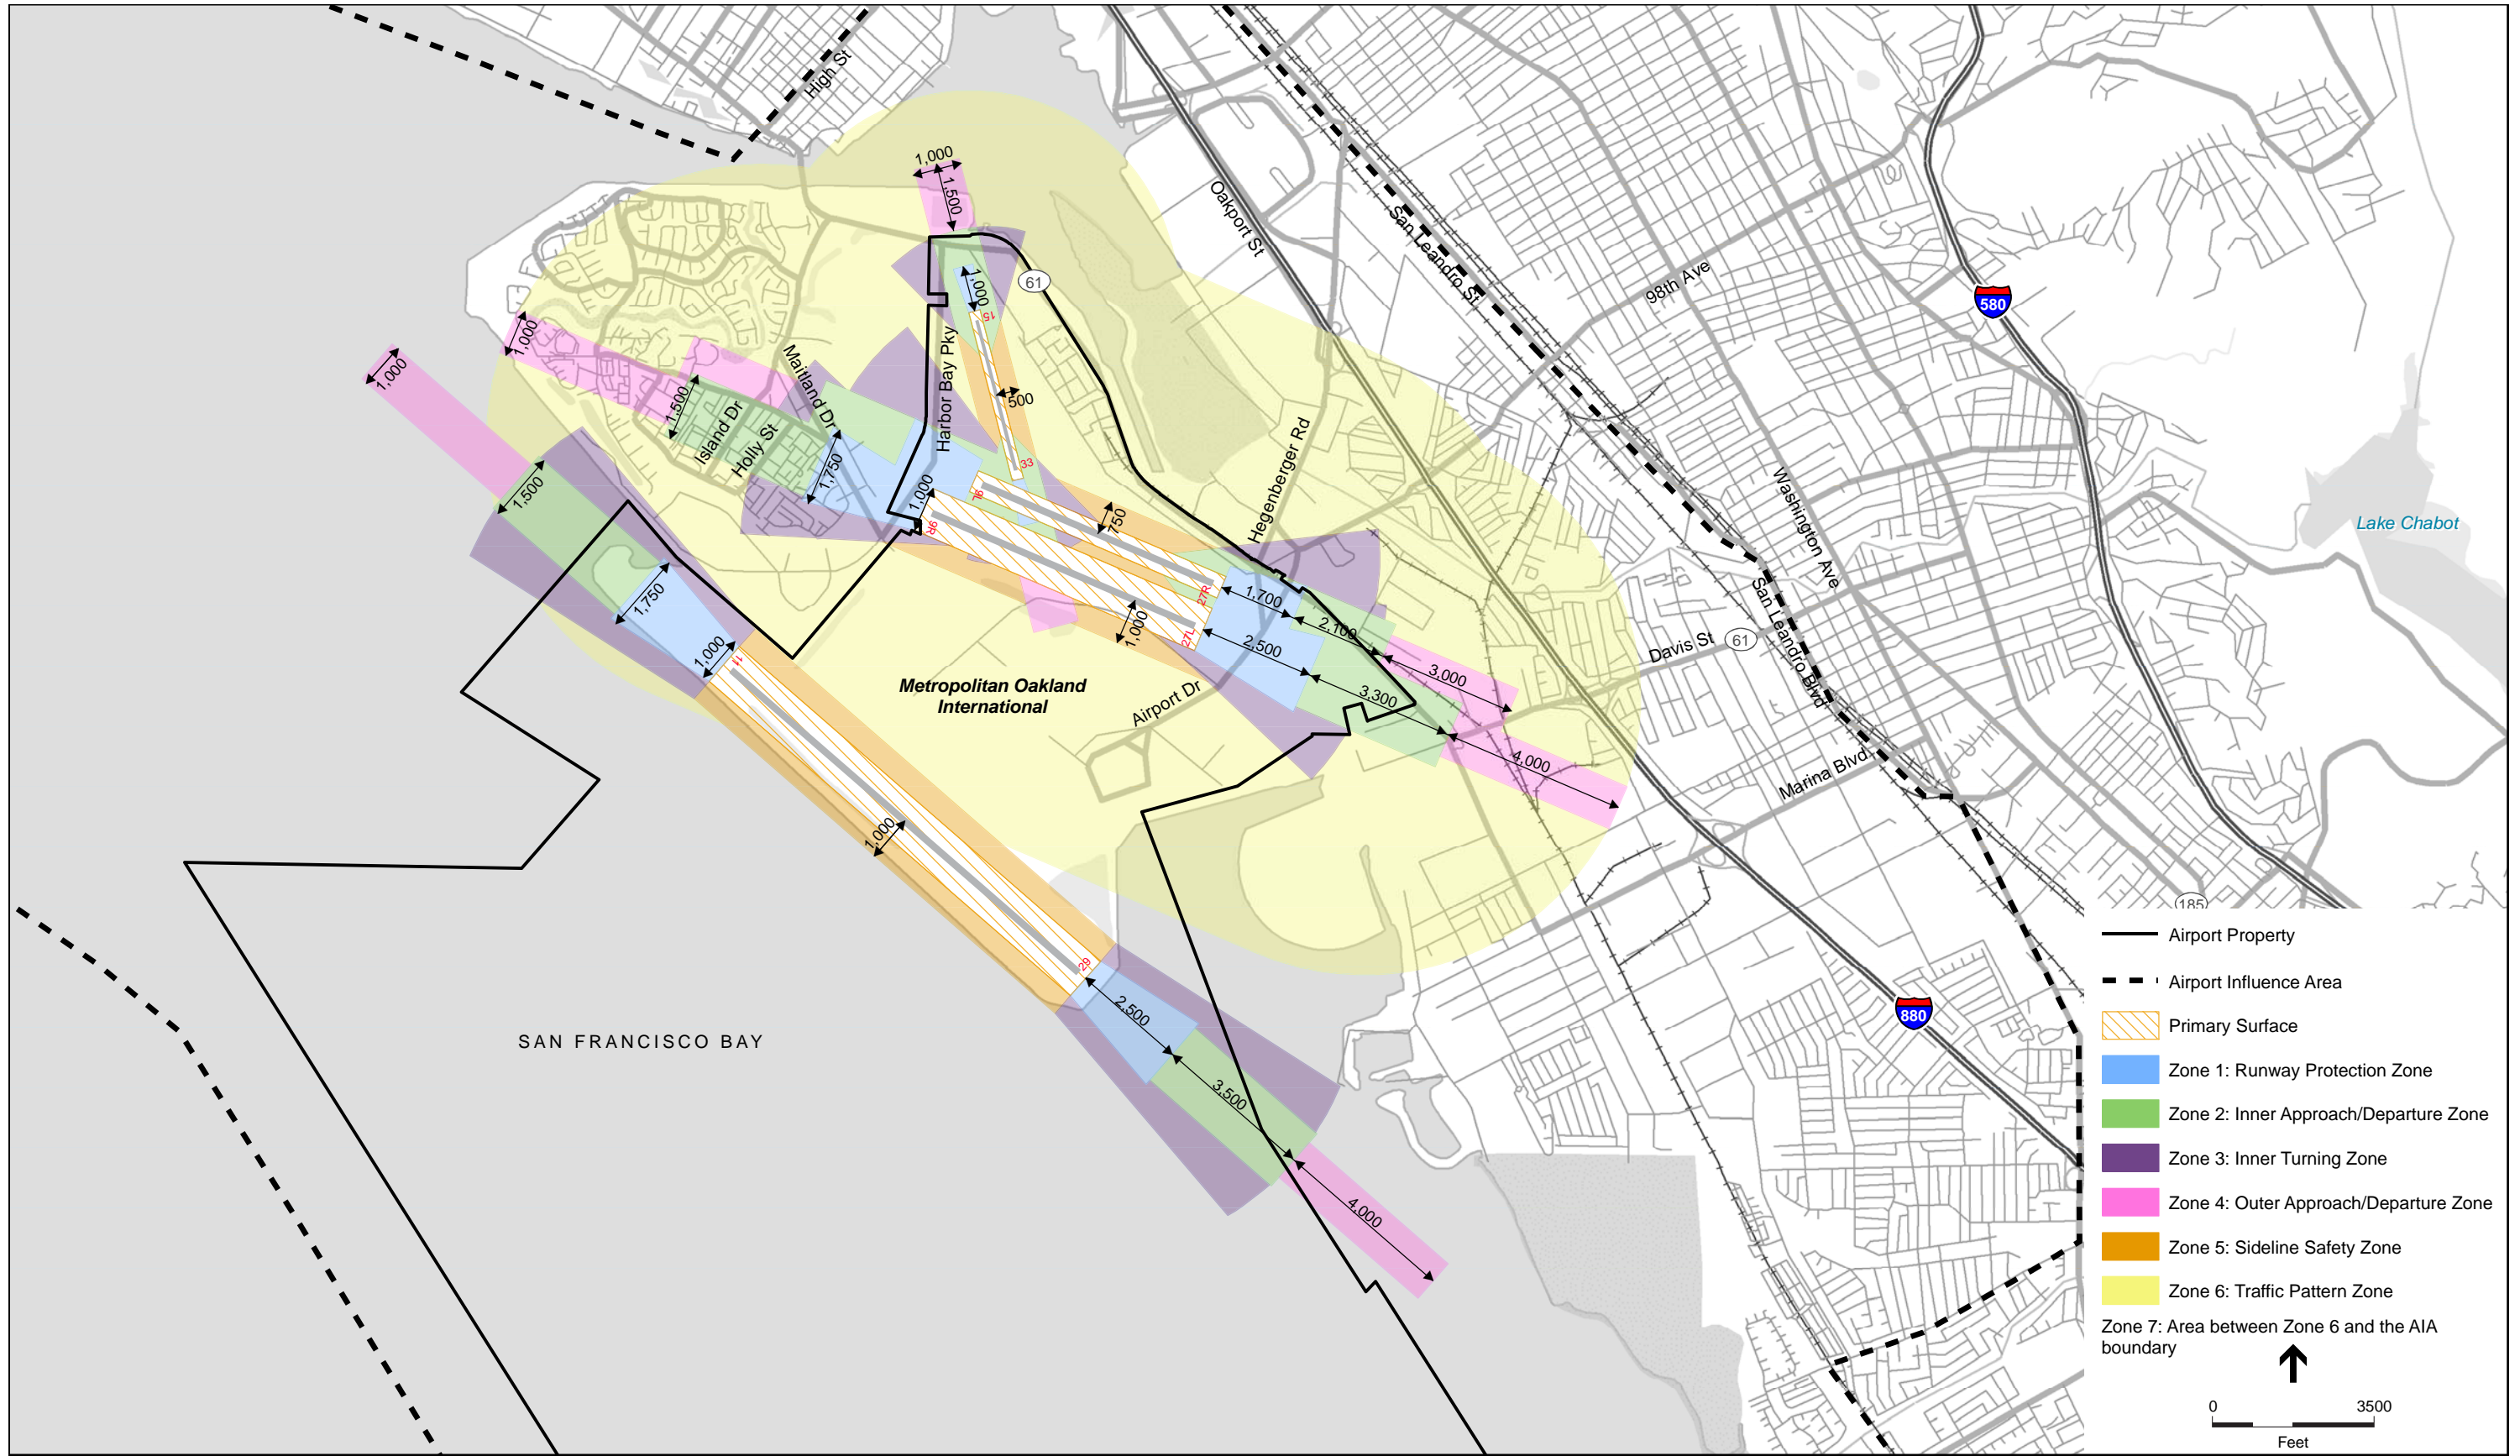 High St
1,000
1,500
Oakport St
San Leandro St
98th Ave
580
61
1,000
15
1,000
1,000
Maitland Dr
Harbor Bay Pky
500
1,500
Island Dr
Holly St
Hegenberger Rd
1,750
33
1,500
1,000
9L
9R
750
Washington Ave
Lake Chabot
1,750
27R
1,700
2,100
1,000
27L
2,500
San Leandro Blvd
Davis St
61
1,000
11
3,000
3,300
Metropolitan Oakland
International
Airport Dr
4,000
Marina Blvd
1,000
185
29
2,500
880
SAN FRANCISCO BAY
3,500
4,000
Airport Property
Airport Influence Area
Primary Surface
Zone 1: Runway Protection Zone
Zone 2: Inner Approach/Departure Zone
Zone 3: Inner Turning Zone
Zone 4: Outer Approach/Departure Zone
Zone 5: Sideline Safety Zone
Zone 6: Traffic Pattern Zone
Zone 7: Area between Zone 6 and the AIA
boundary
0 3500
Feet